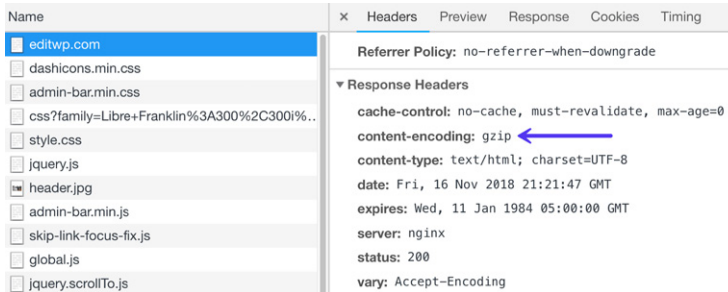 Name
editwp.com
dashicons.min.css
admin-bar.min.css
css?family=Libre+Franklin%3A300%2C300i%..
style.css
jquery.js
header.jpg
admin-bar.min.js
skip-link-focus-fix.js
global.js
jquery.scrollTo.js
× Headers Preview Response Cookies Timing
Referrer Policy: no-referrer-when-downgrade
▼ Response Headers
cache-control: no-cache, must-revalidate, max-age=0
content-encoding: gzip
content-type: text/html; charset=UTF-8
date: Fri, 16 Nov 2018 21:21:47 GMT
expires: Wed, 11 Jan 1984 05:00:00 GMT
server: nginx
status: 200
vary: Accept-Encoding